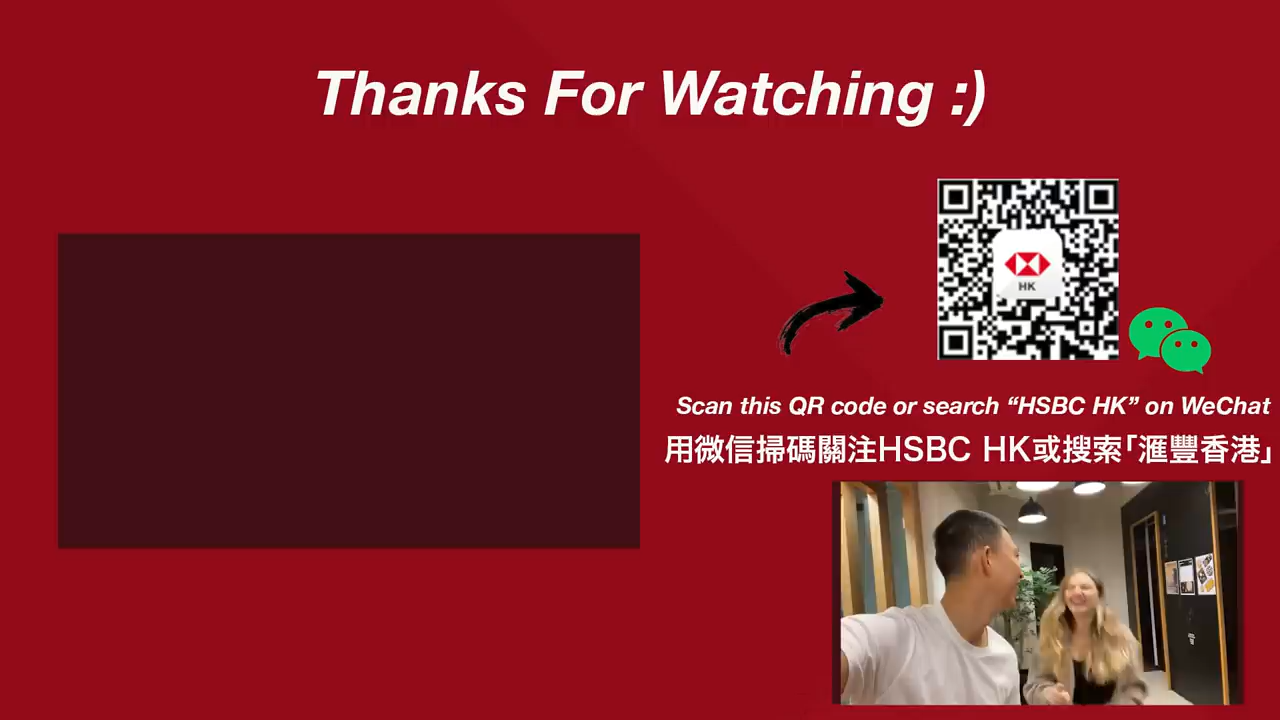 Thanks For Watching :)
HK
Scan this QR code or search “HSBC HK” on WeChat
用微信掃碼關注HSBC HK或搜索「滙豐香港」